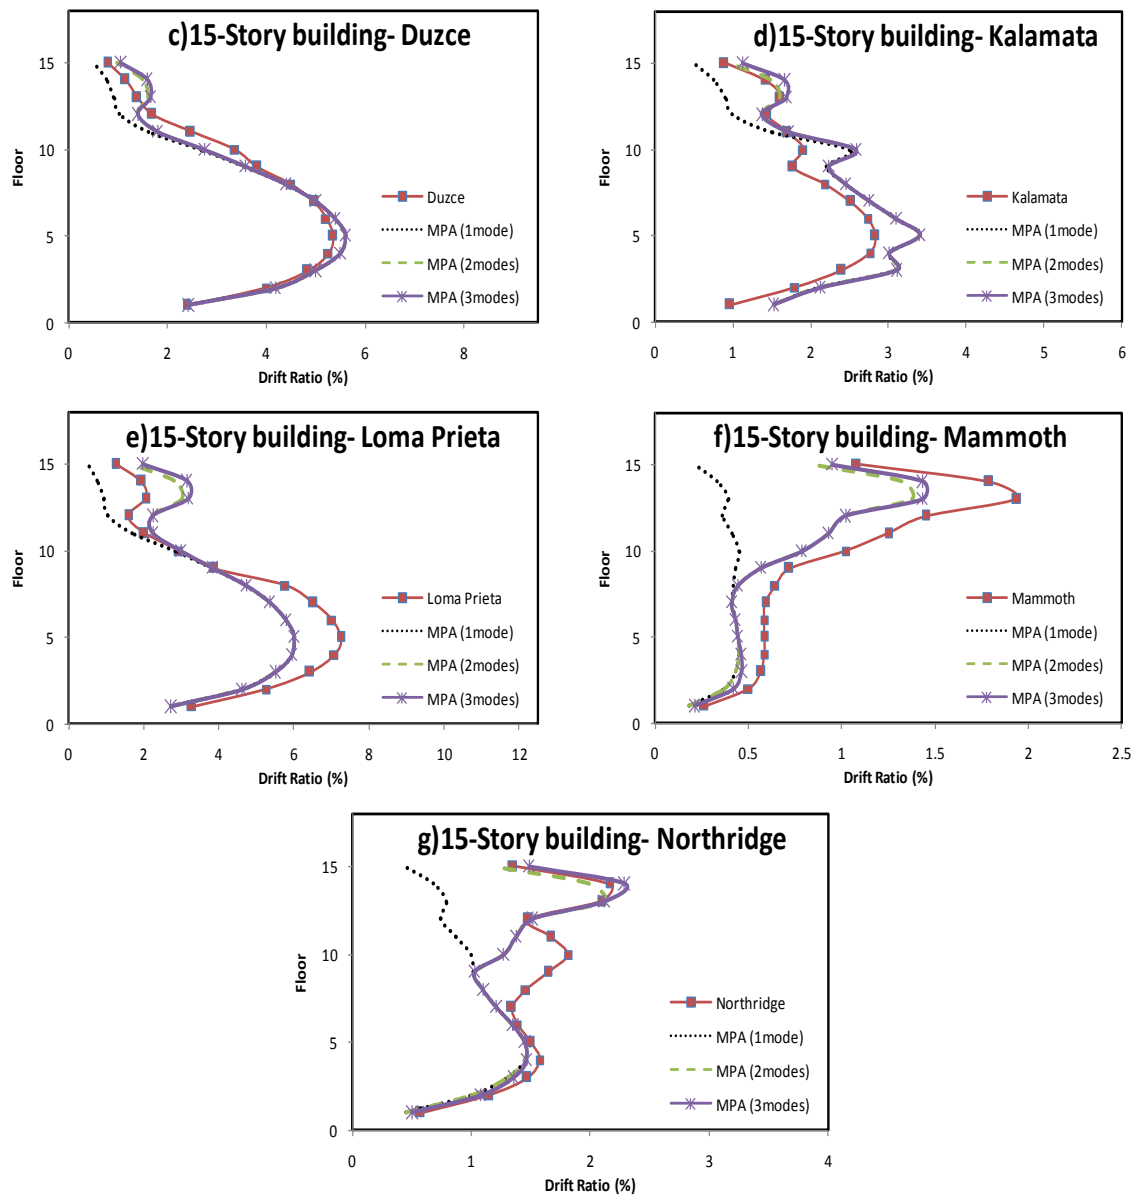 c)15-Story building- Duzce
15
10
5
0
Floor
Duzce
MPA (1mode)
MPA (2modes)
MPA (3modes)
0 2 4 6 8
Drift Ratio (%)
d)15-Story building- Kalamata
15
10
5
0
Floor
Kalamata
MPA (1mode)
MPA (2modes)
MPA (3modes)
0 1 2 3 4 5 6
Drift Ratio (%)
e)15-Story building- Loma Prieta
15
10
5
0
Floor
Loma Prieta
MPA (1mode)
MPA (2modes)
MPA (3modes)
0 2 4 6 8 10 12
Drift Ratio (%)
f)15-Story building- Mammoth
15
10
5
0
Floor
Mammoth
MPA (1mode)
MPA (2modes)
MPA (3modes)
0 0.5 1 1.5 2 2.5
Drift Ratio (%)
g)15-Story building- Northridge
15
10
5
0
Floor
Northridge
MPA (1mode)
MPA (2modes)
MPA (3modes)
0 1 2 3 4
Drift Ratio (%)